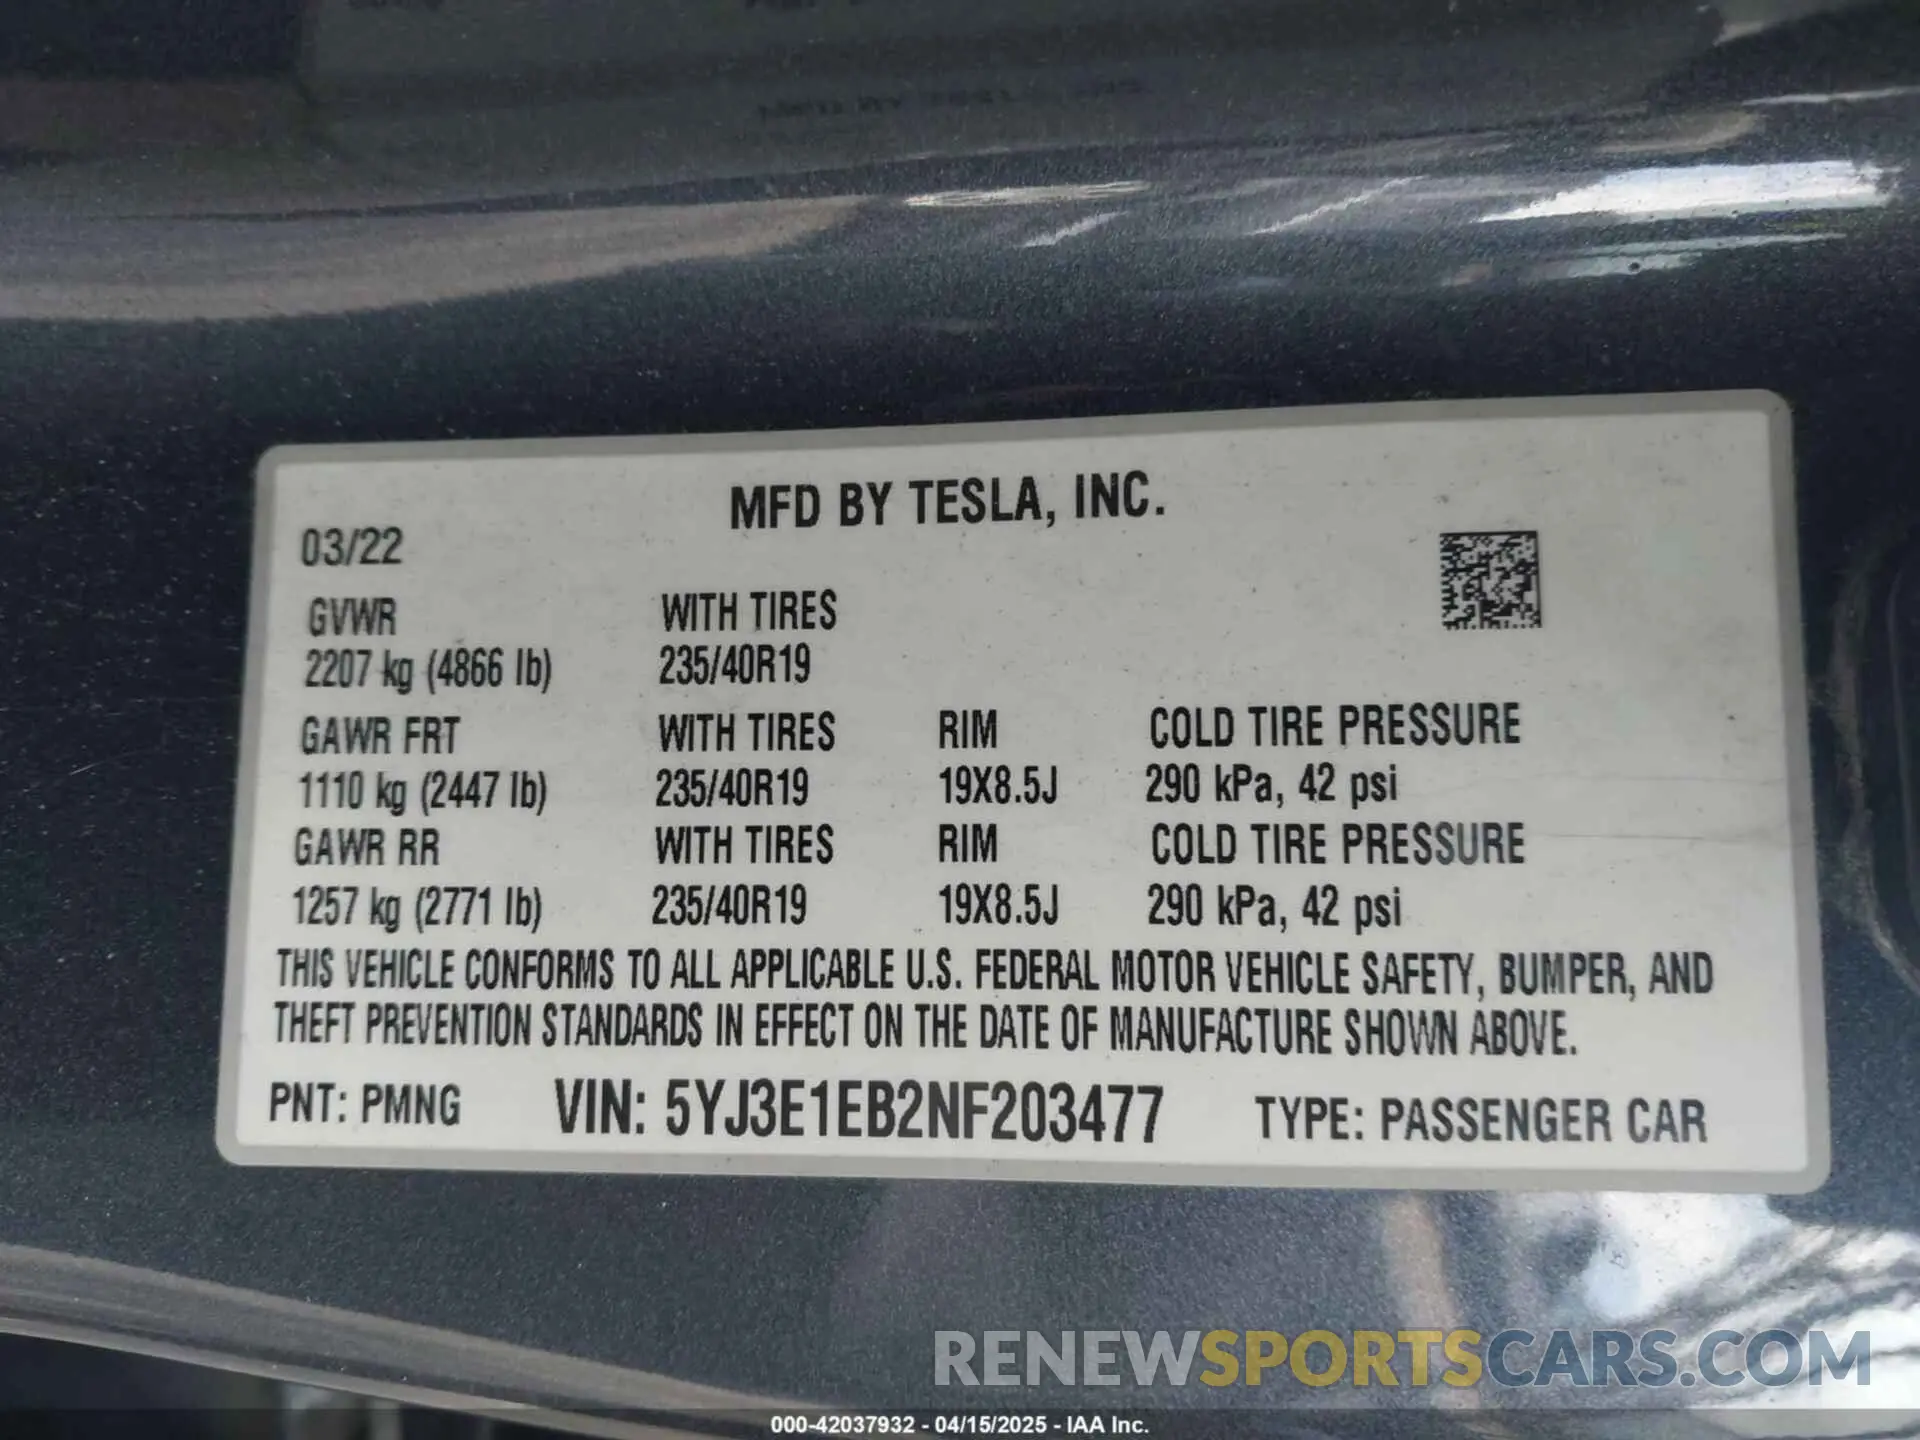 MFD BY TESLA, INC.
03/22
GVWR WITH TIRES
2207 kg (4866 lb) 235/40R19
GAWR FRT WITH TIRES RIM COLD TIRE PRESSURE
1110 kg (2447 lb) 235/40R19 19X8.5J 290 kPa, 42 psi
GAWR RR WITH TIRES RIM COLD TIRE PRESSURE
1257 kg (2771 lb) 235/40R19 19X8.5J 290 kPa, 42 psi
THIS VEHICLE CONFORMS TO ALL APPLICABLE U.S. FEDERAL MOTOR VEHICLE SAFETY, BUMPER, AND
THEFT PREVENTION STANDARDS IN EFFECT ON THE DATE OF MANUFACTURE SHOWN ABOVE.
PNT: PMNG VIN: 5YJ3E1EB2NF203477 TYPE: PASSENGER CAR
RENEWSPORTSCARS.COM
000-42037932 - 04/15/2025 - IAA Inc.